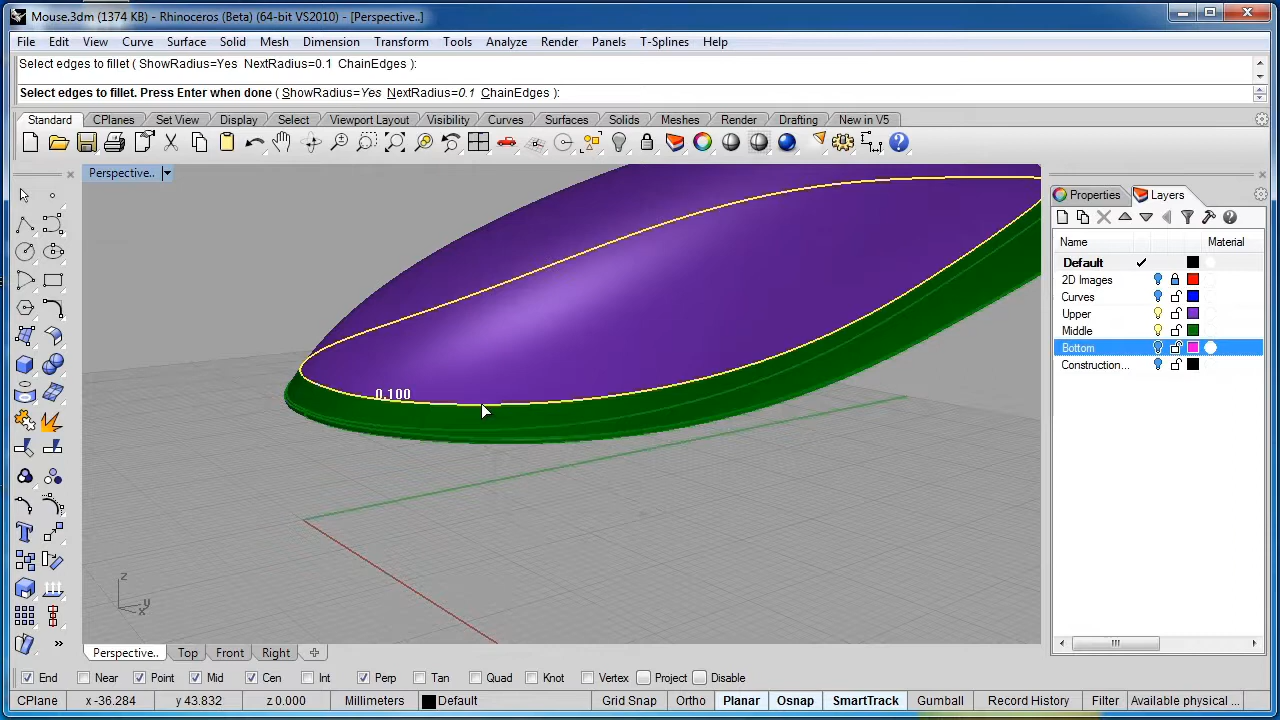 Mouse.3dm (1374 KB) - Rhinoceros (Beta) (64-bit VS2010) - [Perspective..]
File Edit View Curve Surface Solid Mesh Dimension Transform Tools Analyze Render Panels T-Splines Help
Select edges to fillet ( ShowRadius=Yes NextRadius=0.1 ChainEdges ):
Select edges to fillet. Press Enter when done ( ShowRadius=Yes NextRadius=0.1 ChainEdges ):
Standard CPlanes Set View Display Select Viewport Layout Visibility Curves Surfaces Solids Meshes Render Drafting New in V5
Perspective..
Properties Layers
Name Material
Default
2D Images
Curves
Upper
Middle
Bottom
Construction...
0.100
z
y
x
Perspective.. Top Front Right
End Near Point Mid Cen Int Perp Tan Quad Knot Vertex Project Disable
CPlane x -36.284 y 43.832 z 0.000 Millimeters Default Grid Snap Ortho Planar Osnap SmartTrack Gumball Record History Filter Available physical ...